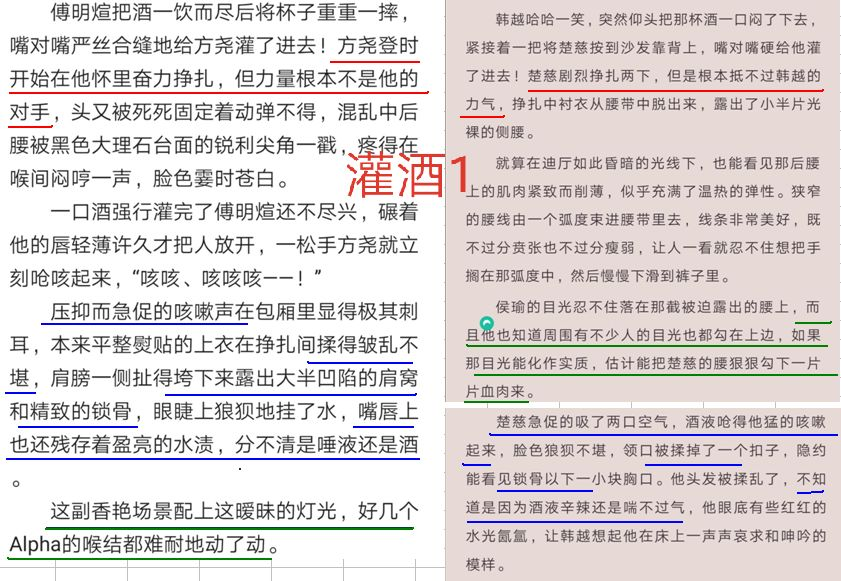 傅明煊把酒一饮而尽后将杯子重重一摔，
嘴对嘴严丝合缝地给方尧灌了进去！方尧登时
开始在他怀里奋力挣扎，但力量根本不是他的
对手，头又被死死固定着动弹不得，混乱中后
腰被黑色大理石台面的锐利尖角一戳，疼得在
喉间闷哼一声，脸色霎时苍白。
一口酒强行灌完了傅明煊还不尽兴，碾着
他的唇轻薄许久才把人放开，一松手方尧就立
刻呛咳起来，“咳咳、咳咳咳——！”
压抑而急促的咳嗽声在包厢里显得极其刺
耳，本来平整熨贴的上衣在挣扎间揉得皱乱不
堪，肩膀一侧扯得垮下来露出大半凹陷的肩窝
和精致的锁骨，眼睫上狼狈地挂了水，嘴唇上
也还残存着盈亮的水渍，分不清是唾液还是酒
。
这副香艳场景配上这暧昧的灯光，好几个
Alpha的喉结都难耐地动了动。
灌酒1
韩越哈哈一笑，突然仰头把那杯酒一口闷了下去，
紧接着一把将楚慈按到沙发靠背上，嘴对嘴硬给他灌
了进去！楚慈剧烈挣扎两下，但是根本抵不过韩越的
力气，挣扎中衬衣从腰带中脱出来，露出了小半片光
裸的侧腰。
就算在迪厅如此昏暗的光线下，也能看见那后腰
上的肌肉紧致而削薄，似乎充满了温热的弹性。狭窄
的腰线由一个弧度束进腰带里去，线条非常美好，既
不过分贲张也不过分瘦弱，让人一看就忍不住想把手
搁在那弧度中，然后慢慢下滑到裤子里。
侯瑜的目光忍不住落在那截被迫露出的腰上，而
且他也知道周围有不少人的目光也都勾在上边，如果
那目光能化作实质，估计能把楚慈的腰狠狠勾下一片
片血肉来。
楚慈急促的吸了两口空气，酒液呛得他猛的咳嗽
起来，脸色狼狈不堪，领口被揉掉了一个扣子，隐约
能看见锁骨以下一小块胸口。他头发被揉乱了，不知
道是因为酒液辛辣还是喘不过气，他眼底有些红红的
水光氤氲，让韩越想起他在床上一声声哀求和呻吟的
模样。